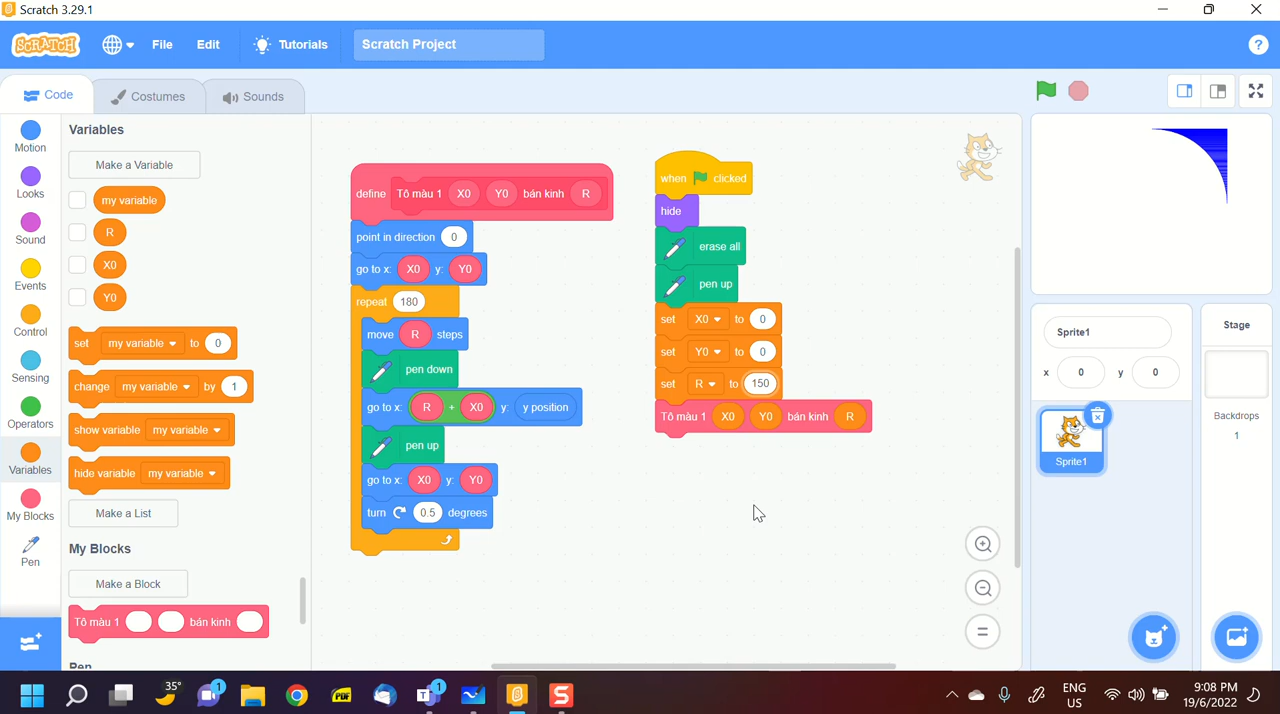 Scratch 3.29.1
SCRATCH File Edit Tutorials Scratch Project ?
Code Costumes Sounds
Motion
Looks
Sound
Events
Control
Sensing
Operators
Variables
My Blocks
Pen
Variables
Make a Variable
my variable
R
X0
Y0
set my variable to 0
change my variable by 1
show variable my variable
hide variable my variable
Make a List
My Blocks
Make a Block
Tô màu 1 bán kinh
Pen
define Tô màu 1 X0 Y0 bán kinh R
point in direction 0
go to x: X0 y: Y0
repeat 180
move R steps
pen down
go to x: R + X0 y: y position
pen up
go to x: X0 y: Y0
turn 0.5 degrees
when clicked
hide
erase all
pen up
set X0 to 0
set Y0 to 0
set R to 150
Tô màu 1 X0 Y0 bán kinh R
Sprite1
x 0 y 0
Sprite1
Stage
Backdrops
1
35°
1
PDF
1
ENG
US
9:08 PM
19/6/2022